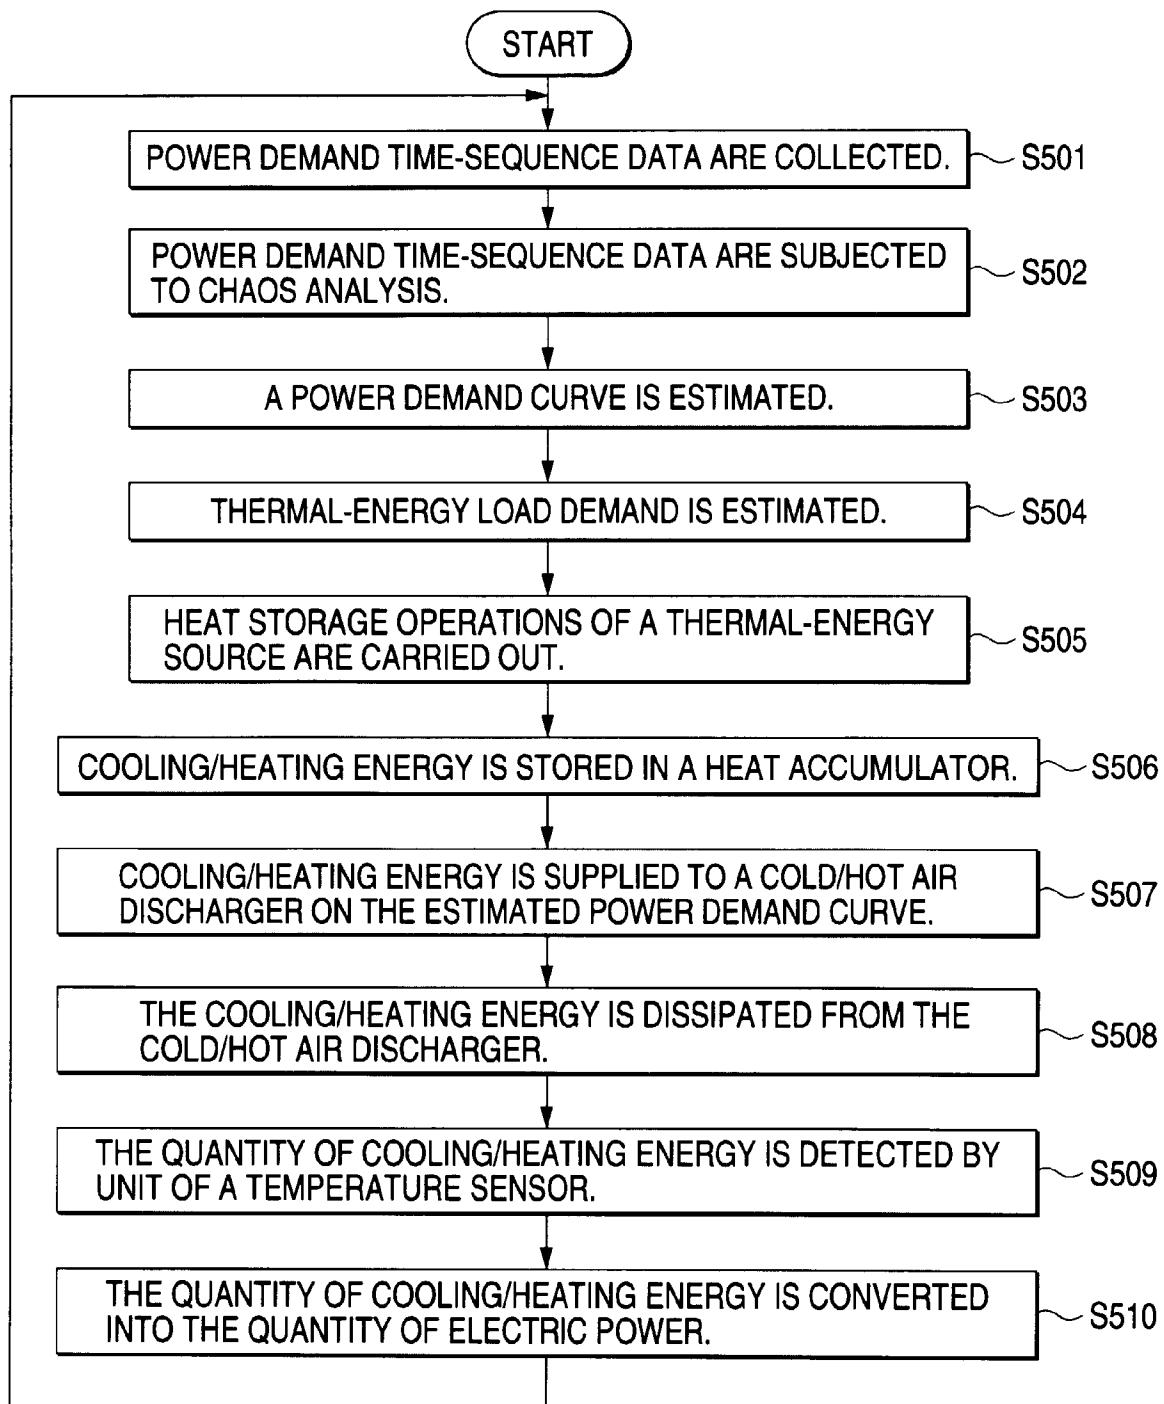 START
POWER DEMAND TIME-SEQUENCE DATA ARE COLLECTED.
S501
POWER DEMAND TIME-SEQUENCE DATA ARE SUBJECTED
TO CHAOS ANALYSIS.
S502
A POWER DEMAND CURVE IS ESTIMATED.
S503
THERMAL-ENERGY LOAD DEMAND IS ESTIMATED.
S504
HEAT STORAGE OPERATIONS OF A THERMAL-ENERGY
SOURCE ARE CARRIED OUT.
S505
COOLING/HEATING ENERGY IS STORED IN A HEAT ACCUMULATOR.
S506
COOLING/HEATING ENERGY IS SUPPLIED TO A COLD/HOT AIR
DISCHARGER ON THE ESTIMATED POWER DEMAND CURVE.
S507
THE COOLING/HEATING ENERGY IS DISSIPATED FROM THE
COLD/HOT AIR DISCHARGER.
S508
THE QUANTITY OF COOLING/HEATING ENERGY IS DETECTED BY
UNIT OF A TEMPERATURE SENSOR.
S509
THE QUANTITY OF COOLING/HEATING ENERGY IS CONVERTED
INTO THE QUANTITY OF ELECTRIC POWER.
S510